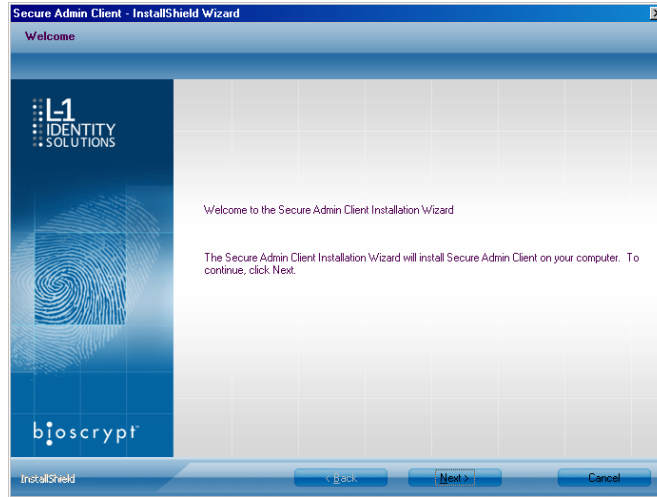 Secure Admin Client - InstallShield Wizard
Welcome
L-1
IDENTITY
SOLUTIONS
Welcome to the Secure Admin Client Installation Wizard
The Secure Admin Client Installation Wizard will install Secure Admin Client on your computer. To
continue, click Next.
bioscrypt™
InstallShield
< Back
Next >
Cancel